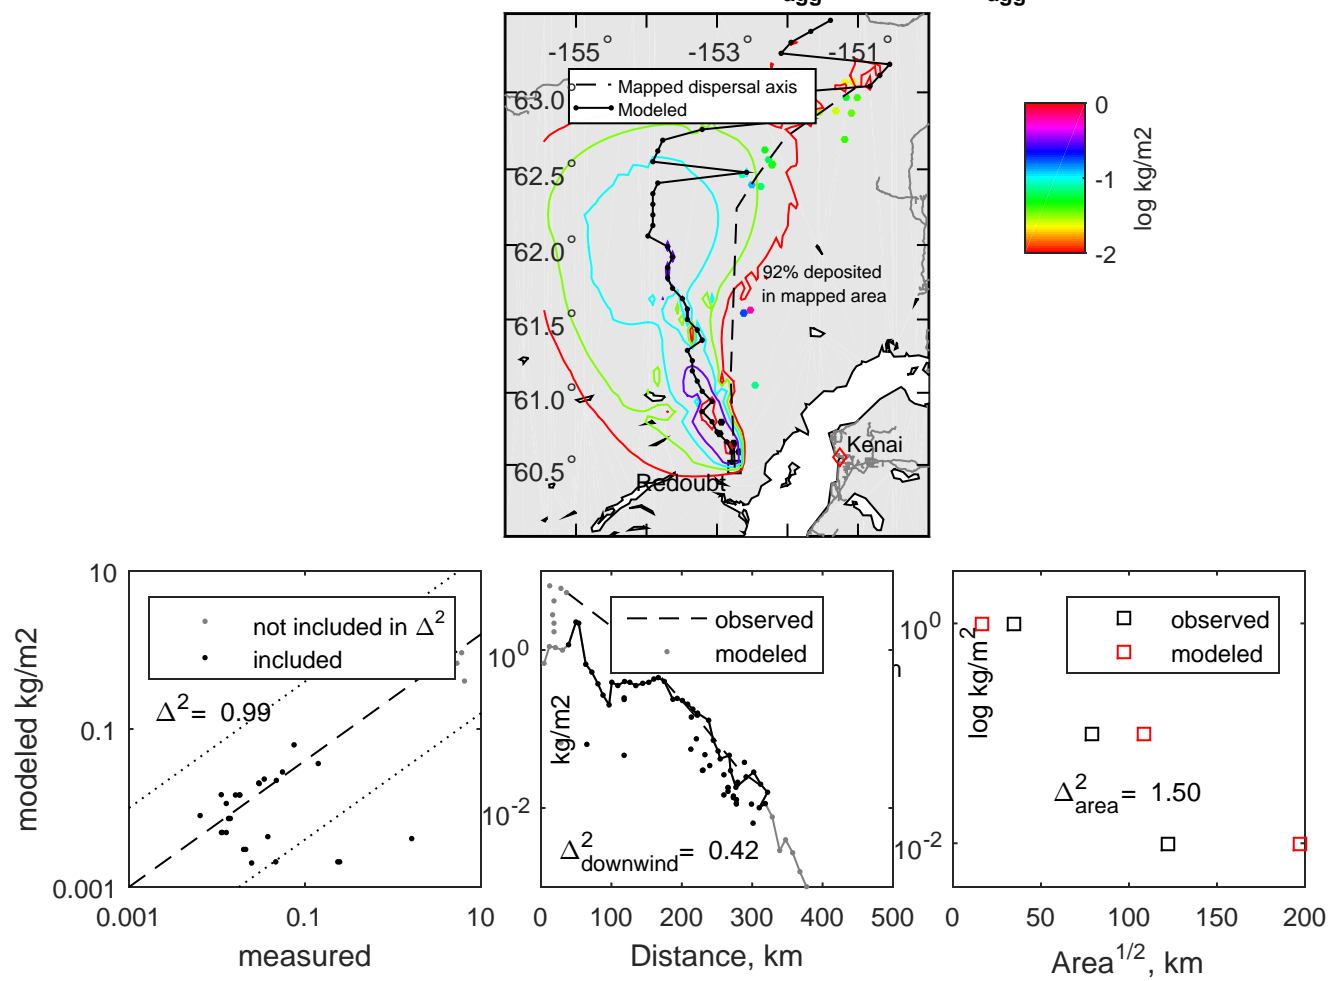 agg agg
-155° -153° -151°
Mapped dispersal axis
Modeled
63.0°
62.5°
62.0°
61.5°
61.0°
60.5°
92% deposited
in mapped area
Kenai
Redoubt
0
-1
-2
log kg/m2
10
0.1
0.001
modeled kg/m2
not included in Δ²
included
Δ²= 0.99
0.001 0.1 10
measured
10⁰
10⁻²
kg/m2
observed
modeled
Δ²downwind= 0.42
0 100 200 300 400 500
Distance, km
10⁰
10⁻²
log kg/m²
observed
modeled
Δ²area= 1.50
0 50 100 150 200
Area¹/², km